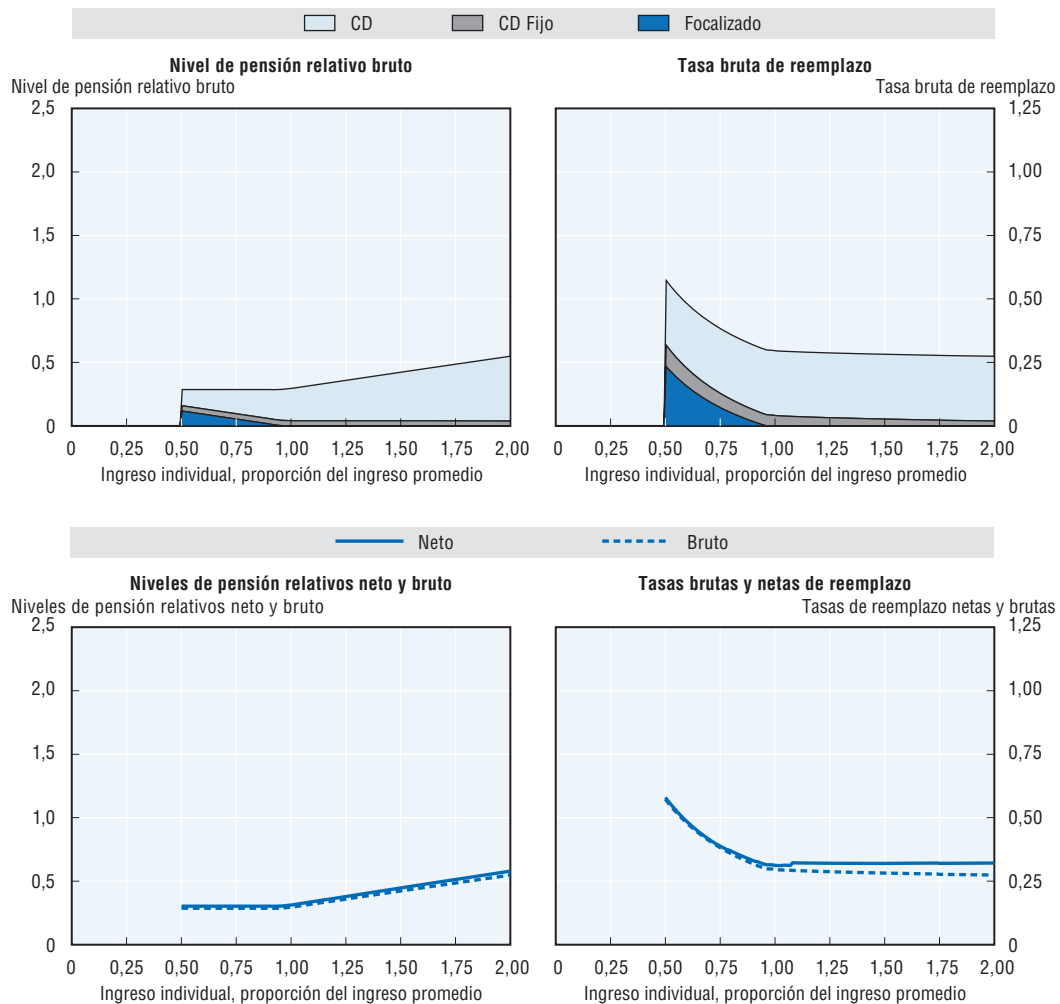 CD CD Fijo Focalizado
Nivel de pensión relativo bruto
Nivel de pensión relativo bruto
2,5
2,0
1,5
1,0
0,5
0
0 0,25 0,50 0,75 1,00 1,25 1,50 1,75 2,00
Ingreso individual, proporción del ingreso promedio
Tasa bruta de reemplazo
Tasa bruta de reemplazo
1,25
1,00
0,75
0,50
0,25
0
0 0,25 0,50 0,75 1,00 1,25 1,50 1,75 2,00
Ingreso individual, proporción del ingreso promedio
Neto Bruto
Niveles de pensión relativos neto y bruto
Niveles de pensión relativos neto y bruto
2,5
2,0
1,5
1,0
0,5
0
0 0,25 0,50 0,75 1,00 1,25 1,50 1,75 2,00
Ingreso individual, proporción del ingreso promedio
Tasas brutas y netas de reemplazo
Tasas de reemplazo netas y brutas
1,25
1,00
0,75
0,50
0,25
0
0 0,25 0,50 0,75 1,00 1,25 1,50 1,75 2,00
Ingreso individual, proporción del ingreso promedio